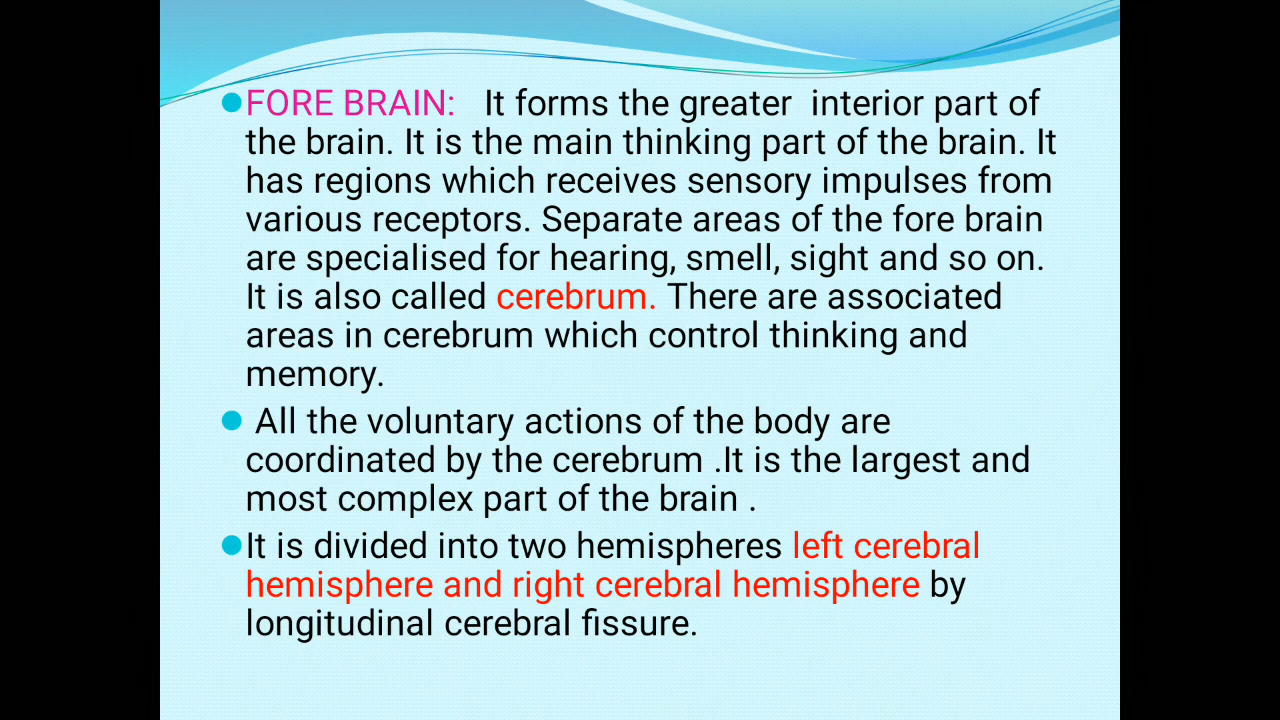 FORE BRAIN: It forms the greater interior part of
the brain. It is the main thinking part of the brain. It
has regions which receives sensory impulses from
various receptors. Separate areas of the fore brain
are specialised for hearing, smell, sight and so on.
It is also called cerebrum. There are associated
areas in cerebrum which control thinking and
memory.
All the voluntary actions of the body are
coordinated by the cerebrum .It is the largest and
most complex part of the brain .
It is divided into two hemispheres left cerebral
hemisphere and right cerebral hemisphere by
longitudinal cerebral fissure.